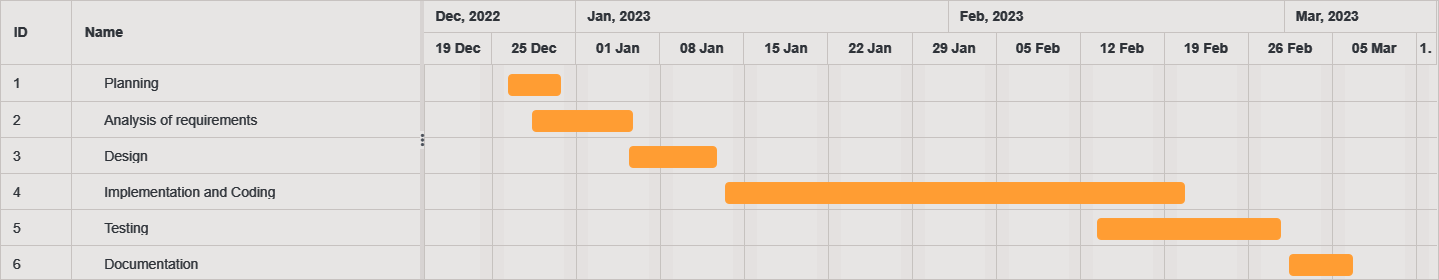 ID Name Dec, 2022 Jan, 2023 Feb, 2023 Mar, 2023
19 Dec 25 Dec 01 Jan 08 Jan 15 Jan 22 Jan 29 Jan 05 Feb 12 Feb 19 Feb 26 Feb 05 Mar 1.
1 Planning
2 Analysis of requirements
3 Design
4 Implementation and Coding
5 Testing
6 Documentation